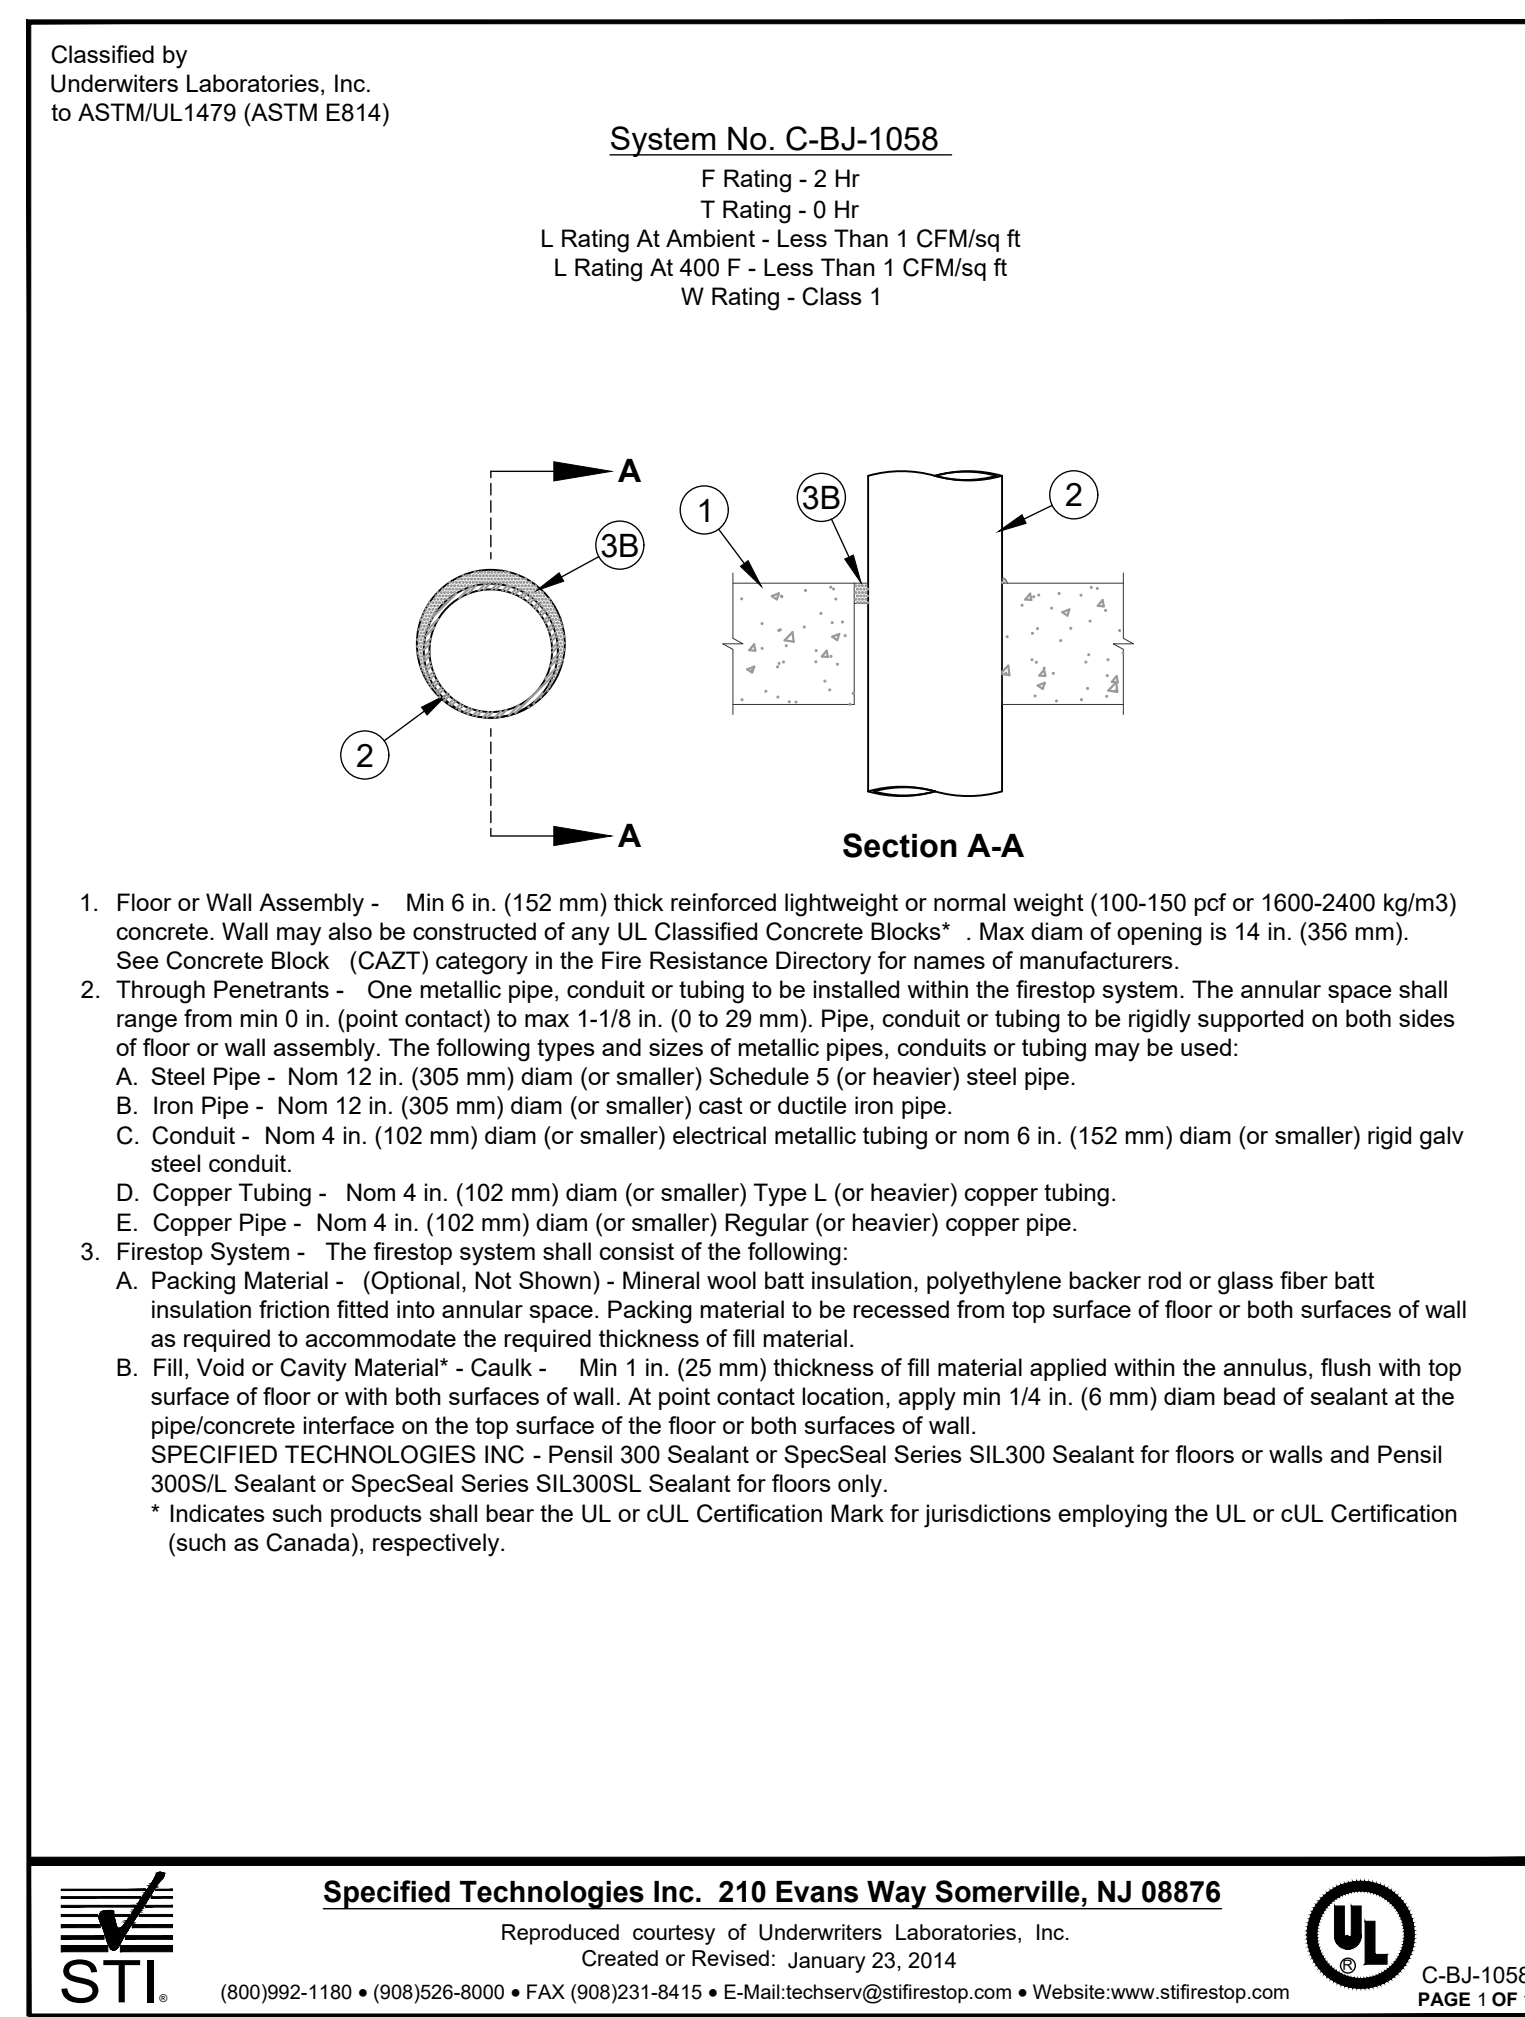 Classified by
Underwiters Laboratories, Inc.
to ASTM/UL1479 (ASTM E814)
System No. C-BJ-1058
F Rating - 2 Hr
T Rating - 0 Hr
L Rating At Ambient - Less Than 1 CFM/sq ft
L Rating At 400 F - Less Than 1 CFM/sq ft
W Rating - Class 1
A
3B
2
A
1
3B
2
Section A-A
1. Floor or Wall Assembly - Min 6 in. (152 mm) thick reinforced lightweight or normal weight (100-150 pcf or 1600-2400 kg/m3)
concrete. Wall may also be constructed of any UL Classified Concrete Blocks* . Max diam of opening is 14 in. (356 mm).
See Concrete Block (CAZT) category in the Fire Resistance Directory for names of manufacturers.
2. Through Penetrants - One metallic pipe, conduit or tubing to be installed within the firestop system. The annular space shall
range from min 0 in. (point contact) to max 1-1/8 in. (0 to 29 mm). Pipe, conduit or tubing to be rigidly supported on both sides
of floor or wall assembly. The following types and sizes of metallic pipes, conduits or tubing may be used:
A. Steel Pipe - Nom 12 in. (305 mm) diam (or smaller) Schedule 5 (or heavier) steel pipe.
B. Iron Pipe - Nom 12 in. (305 mm) diam (or smaller) cast or ductile iron pipe.
C. Conduit - Nom 4 in. (102 mm) diam (or smaller) electrical metallic tubing or nom 6 in. (152 mm) diam (or smaller) rigid galv
steel conduit.
D. Copper Tubing - Nom 4 in. (102 mm) diam (or smaller) Type L (or heavier) copper tubing.
E. Copper Pipe - Nom 4 in. (102 mm) diam (or smaller) Regular (or heavier) copper pipe.
3. Firestop System - The firestop system shall consist of the following:
A. Packing Material - (Optional, Not Shown) - Mineral wool batt insulation, polyethylene backer rod or glass fiber batt
insulation friction fitted into annular space. Packing material to be recessed from top surface of floor or both surfaces of wall
as required to accommodate the required thickness of fill material.
B. Fill, Void or Cavity Material* - Caulk - Min 1 in. (25 mm) thickness of fill material applied within the annulus, flush with top
surface of floor or with both surfaces of wall. At point contact location, apply min 1/4 in. (6 mm) diam bead of sealant at the
pipe/concrete interface on the top surface of the floor or both surfaces of wall.
SPECIFIED TECHNOLOGIES INC - Pensil 300 Sealant or SpecSeal Series SIL300 Sealant for floors or walls and Pensil
300S/L Sealant or SpecSeal Series SIL300SL Sealant for floors only.
* Indicates such products shall bear the UL or cUL Certification Mark for jurisdictions employing the UL or cUL Certification
(such as Canada), respectively.
STI®
Specified Technologies Inc. 210 Evans Way Somerville, NJ 08876
Reproduced courtesy of Underwriters Laboratories, Inc.
Created or Revised: January 23, 2014
(800)992-1180 • (908)526-8000 • FAX (908)231-8415 • E-Mail:techserv@stifirestop.com • Website:www.stifirestop.com
UL®
C-BJ-1058
PAGE 1 OF